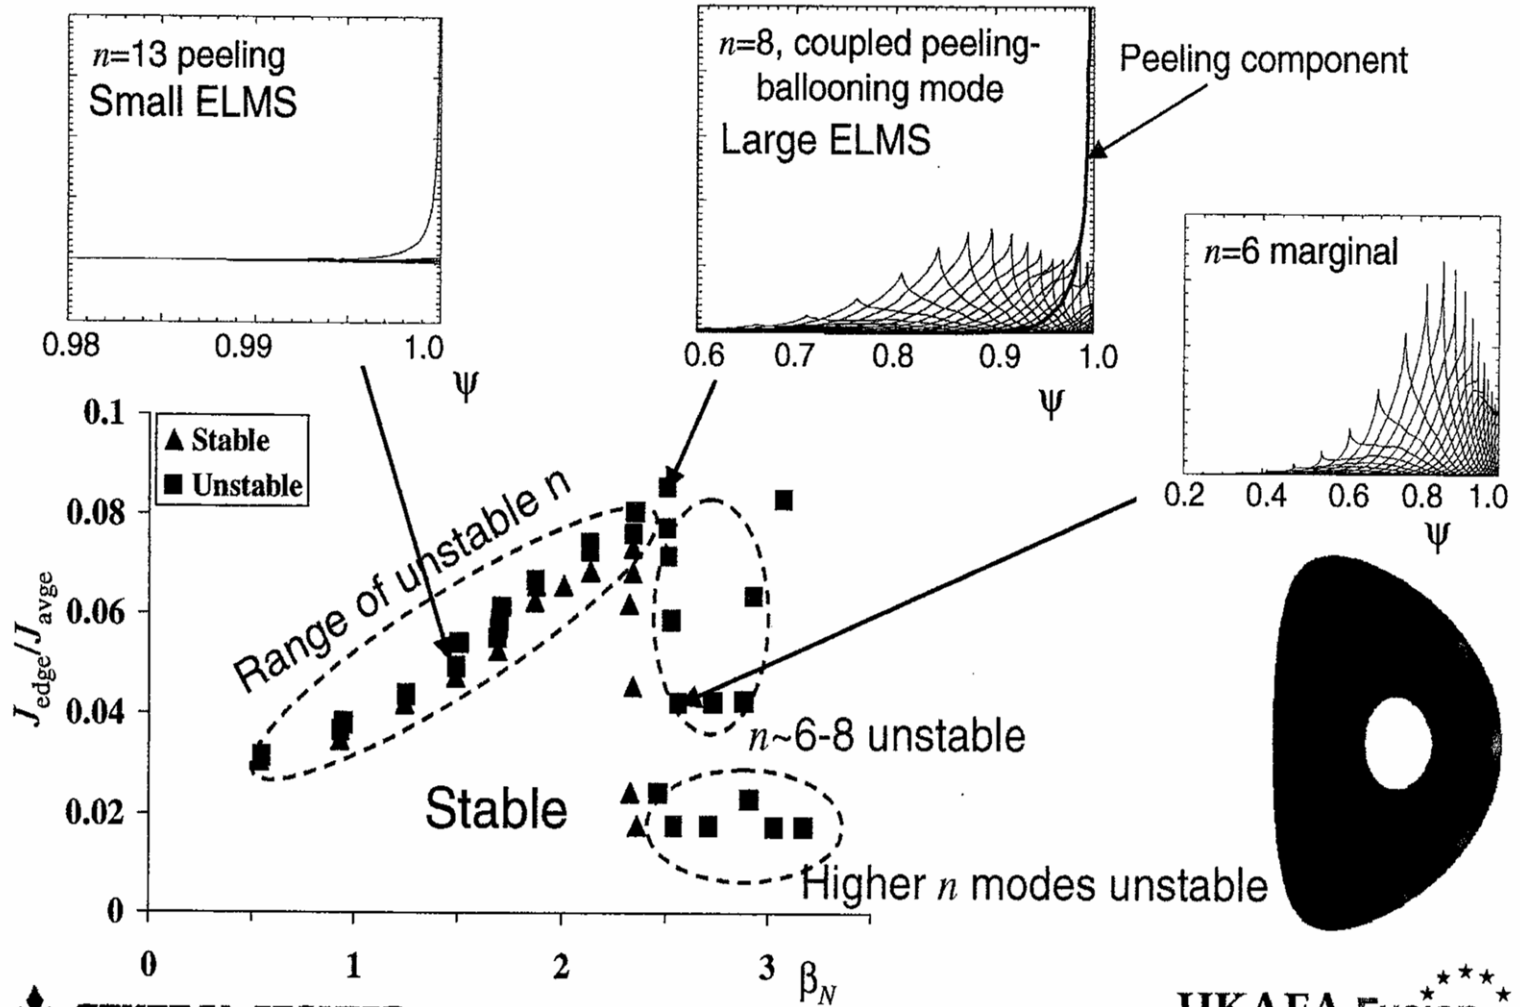 n=13 peeling
Small ELMS
0.98 0.99 1.0
ψ
n=8, coupled peeling-
ballooning mode
Large ELMS
0.6 0.7 0.8 0.9 1.0
ψ
Peeling component
n=6 marginal
0.2 0.4 0.6 0.8 1.0
ψ
Stable
Unstable
Range of unstable n
J_edge/J_avge
0.1
0.08
0.06
0.04
0.02
0
n~6-8 unstable
Stable
Higher n modes unstable
0 1 2 3
β_N